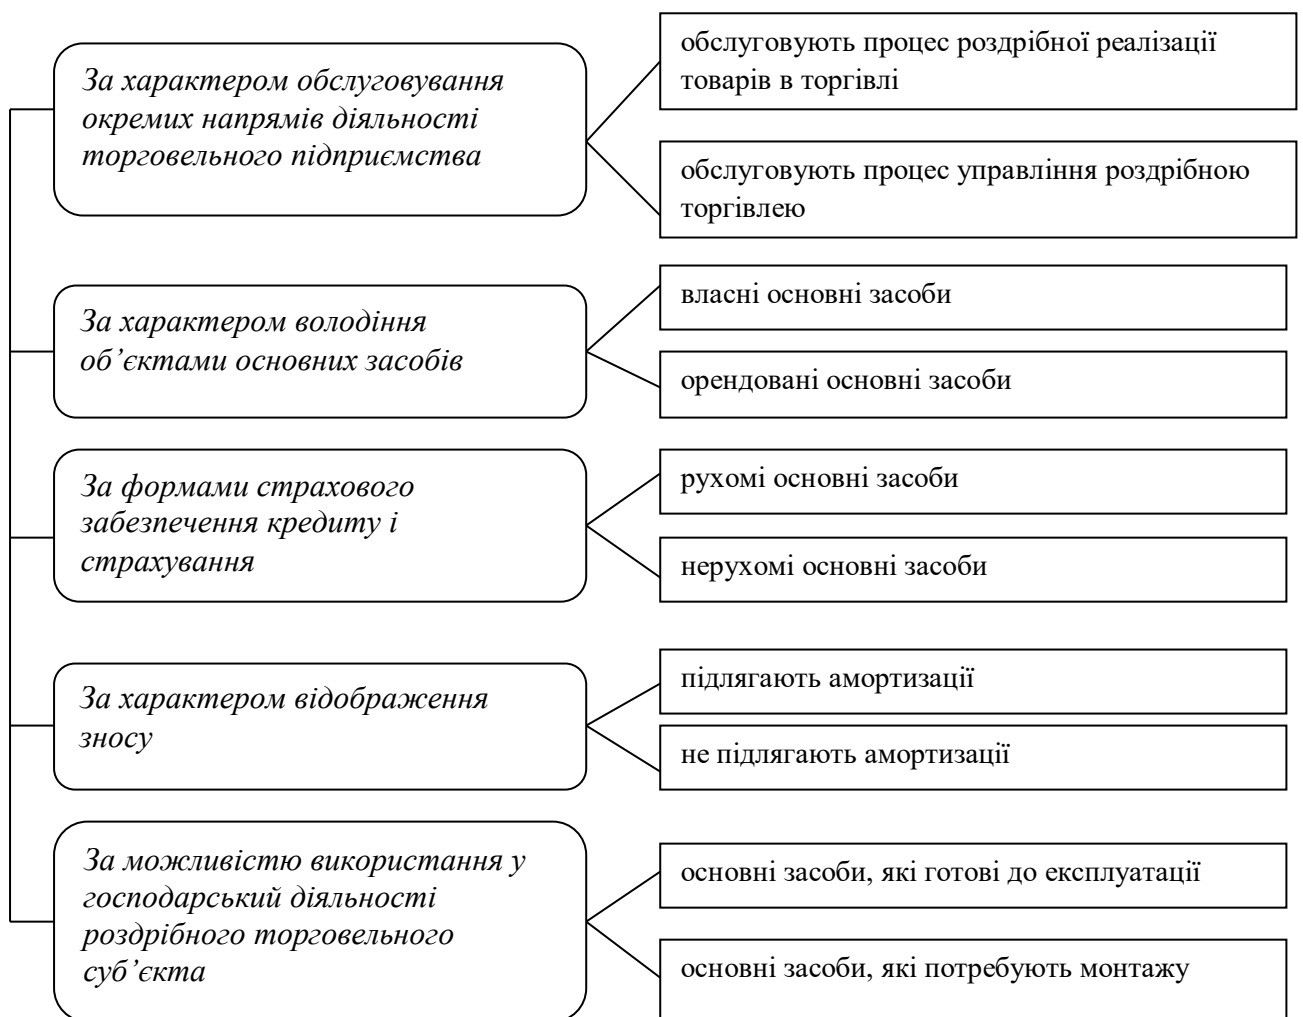 За характером обслуговування
окремих напрямів діяльності
торговельного підприємства
обслуговують процес роздрібної реалізації
товарів в торгівлі
обслуговують процес управління роздрібною
торгівлею
За характером володіння
об’єктами основних засобів
власні основні засоби
орендовані основні засоби
За формами страхового
забезпечення кредиту і
страхування
рухомі основні засоби
нерухомі основні засоби
За характером відображення
зносу
підлягають амортизації
не підлягають амортизації
За можливістю використання у
господарський діяльності
роздрібного торговельного
суб’єкта
основні засоби, які готові до експлуатації
основні засоби, які потребують монтажу